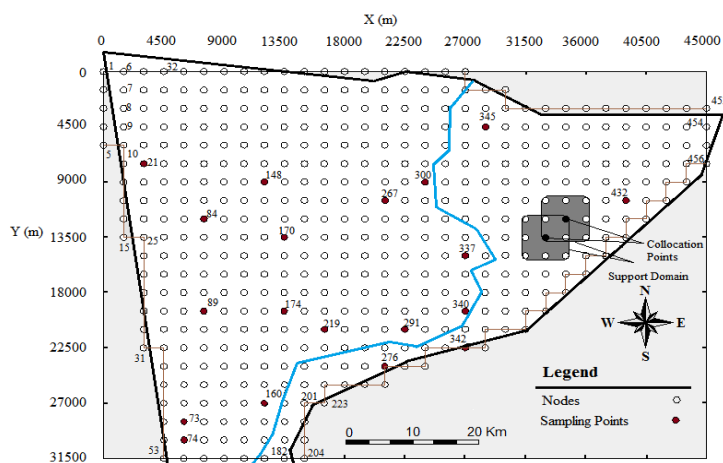 X (m)
0 4500 9000 13500 18000 22500 27000 31500 36000 40500 45000
0
1 6 32
7
8 45
9 345 454
4500
5 10 21 148 300 456
9000
267 432
84
15 25 170 337
13500
Y (m)
Collocation
Points
Support Domain
89 174 340
18000
N
W E
S
219 291
31 276 342
22500
Legend
Nodes
Sampling Points
160 201 223
27000
73
74
0 10 20 Km
53 182 204
31500